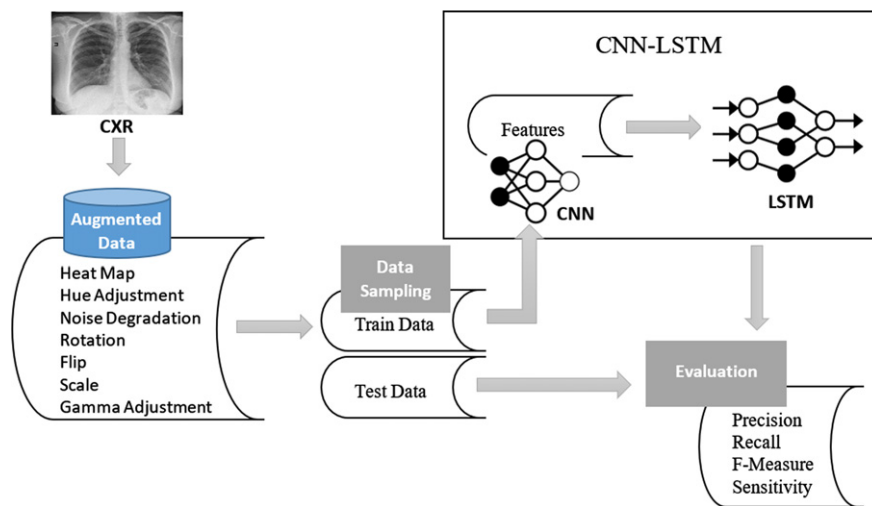 CXR
Augmented
Data
Heat Map
Hue Adjustment
Noise Degradation
Rotation
Flip
Scale
Gamma Adjustment
Data
Sampling
Train Data
Test Data
CNN-LSTM
Features
CNN
LSTM
Evaluation
Precision
Recall
F-Measure
Sensitivity